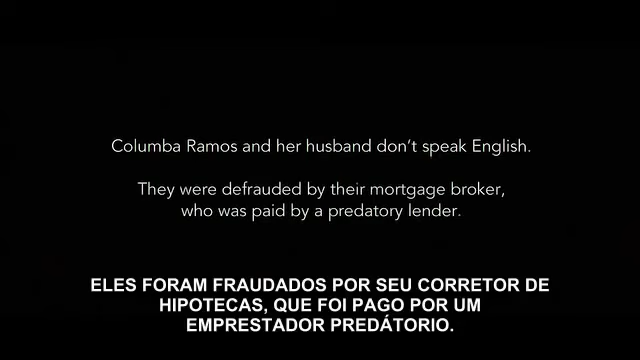 Columba Ramos and her husband don’t speak English.
They were defrauded by their mortgage broker,
who was paid by a predatory lender.
ELES FORAM FRAUDADOS POR SEU CORRETOR DE
HIPOTECAS, QUE FOI PAGO POR UM
EMPRESTADOR PREDÁTORIO.